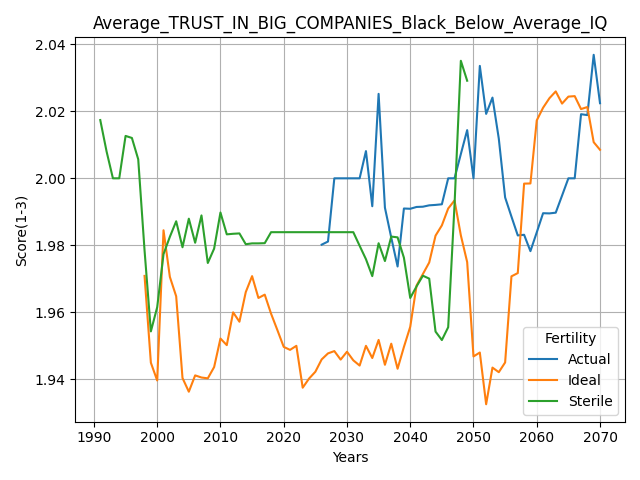 Average_TRUST_IN_BIG_COMPANIES_Black_Below_Average_IQ
2.04
2.02
2.00
1.98
1.96
1.94
Score(1-3)
1990
2000
2010
2020
2030
2040
2050
2060
2070
Years
Fertility
Actual
Ideal
Sterile